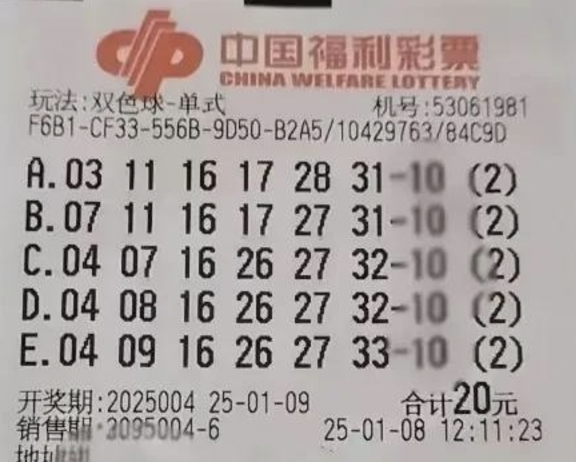 中国福利彩票
CHINA WELFARE LOTTERY
玩法:双色球-单式 机号:53061981
F6B1-CF33-556B-9D50-B2A5/10429763/84C9D
A.03 11 16 17 28 31-10 (2)
B.07 11 16 17 27 31-10 (2)
C.04 07 16 26 27 32-10 (2)
D.04 08 16 26 27 32-10 (2)
E.04 09 16 26 27 33-10 (2)
开奖期:2025004 25-01-09 合计20元
销售期 095004-6 25-01-08 12:11:23
地址